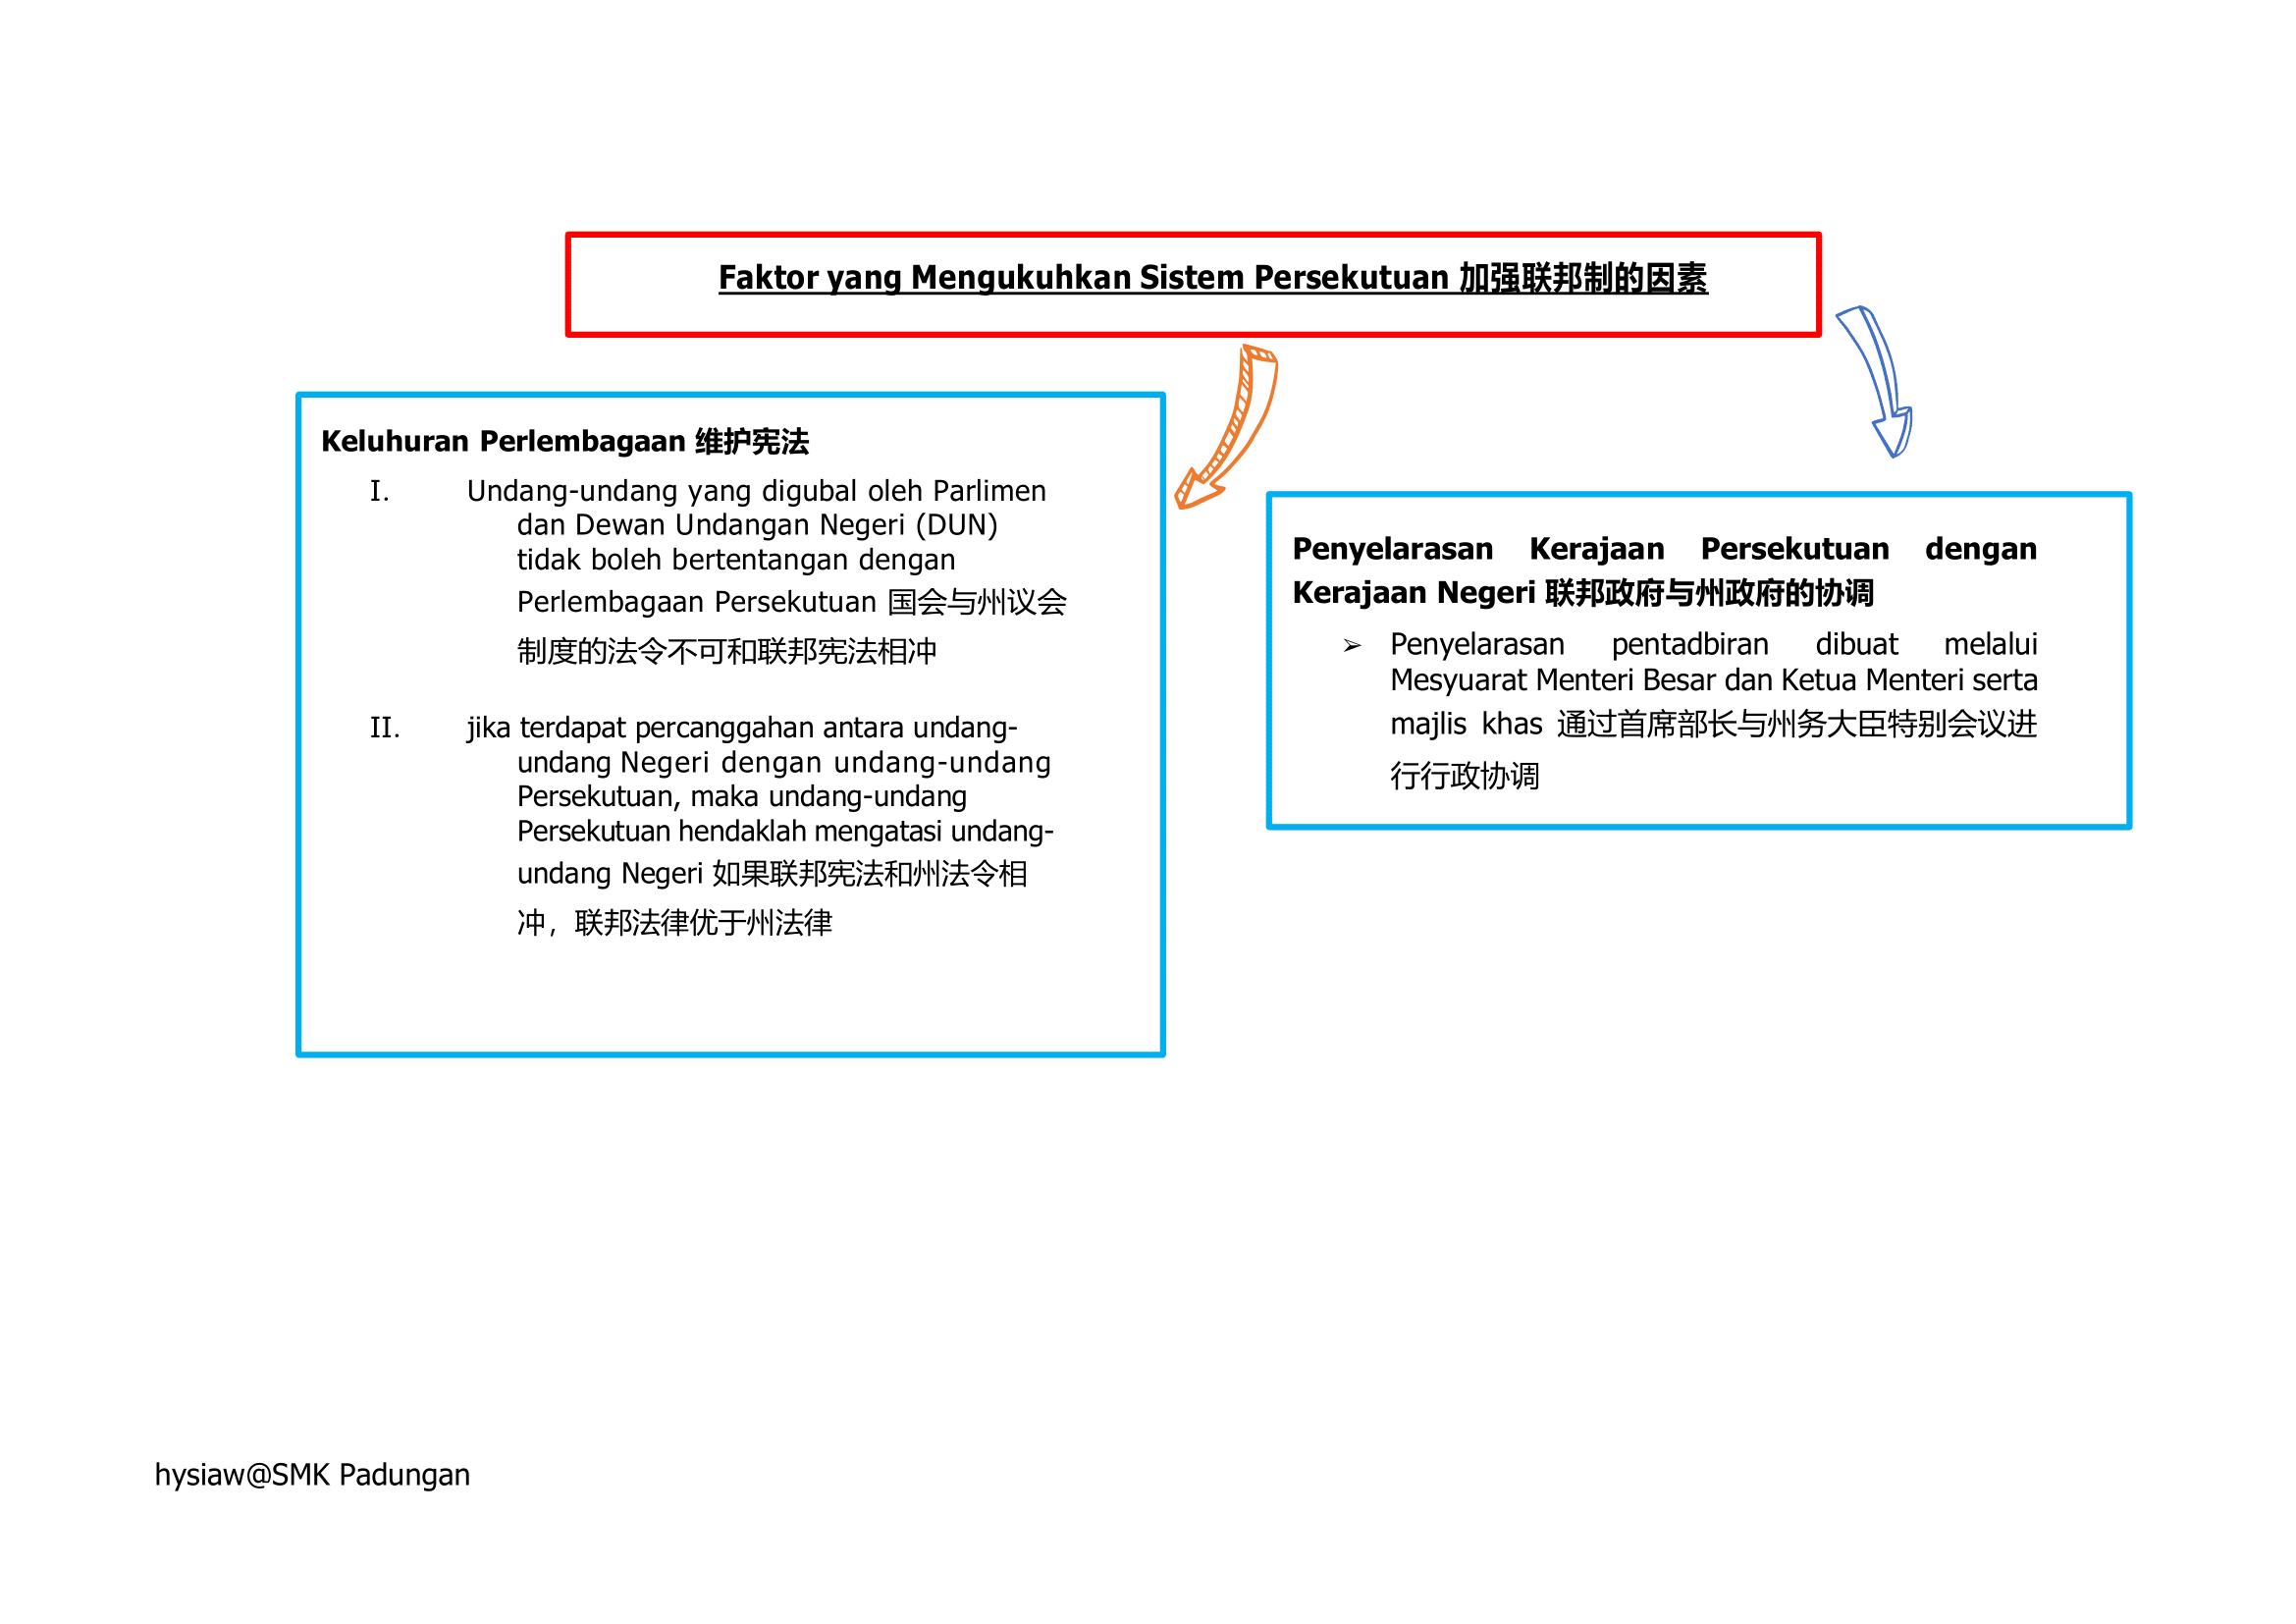 Faktor yang Mengukuhkan Sistem Persekutuan 加强联邦制的因素
Keluhuran Perlembagaan 维护宪法
I. Undang-undang yang digubal oleh Parlimen
dan Dewan Undangan Negeri (DUN)
tidak boleh bertentangan dengan
Perlembagaan Persekutuan 国会与州议会
制度的法令不可和联邦宪法相冲
II. jika terdapat percanggahan antara undang-
undang Negeri dengan undang-undang
Persekutuan, maka undang-undang
Persekutuan hendaklah mengatasi undang-
undang Negeri 如果联邦宪法和州法令相
冲，联邦法律优于州法律
Penyelarasan Kerajaan Persekutuan dengan
Kerajaan Negeri 联邦政府与州政府的协调
➢ Penyelarasan pentadbiran dibuat melalui
Mesyuarat Menteri Besar dan Ketua Menteri serta
majlis khas 通过首席部长与州务大臣特别会议进
行行政协调
hysiaw@SMK Padungan